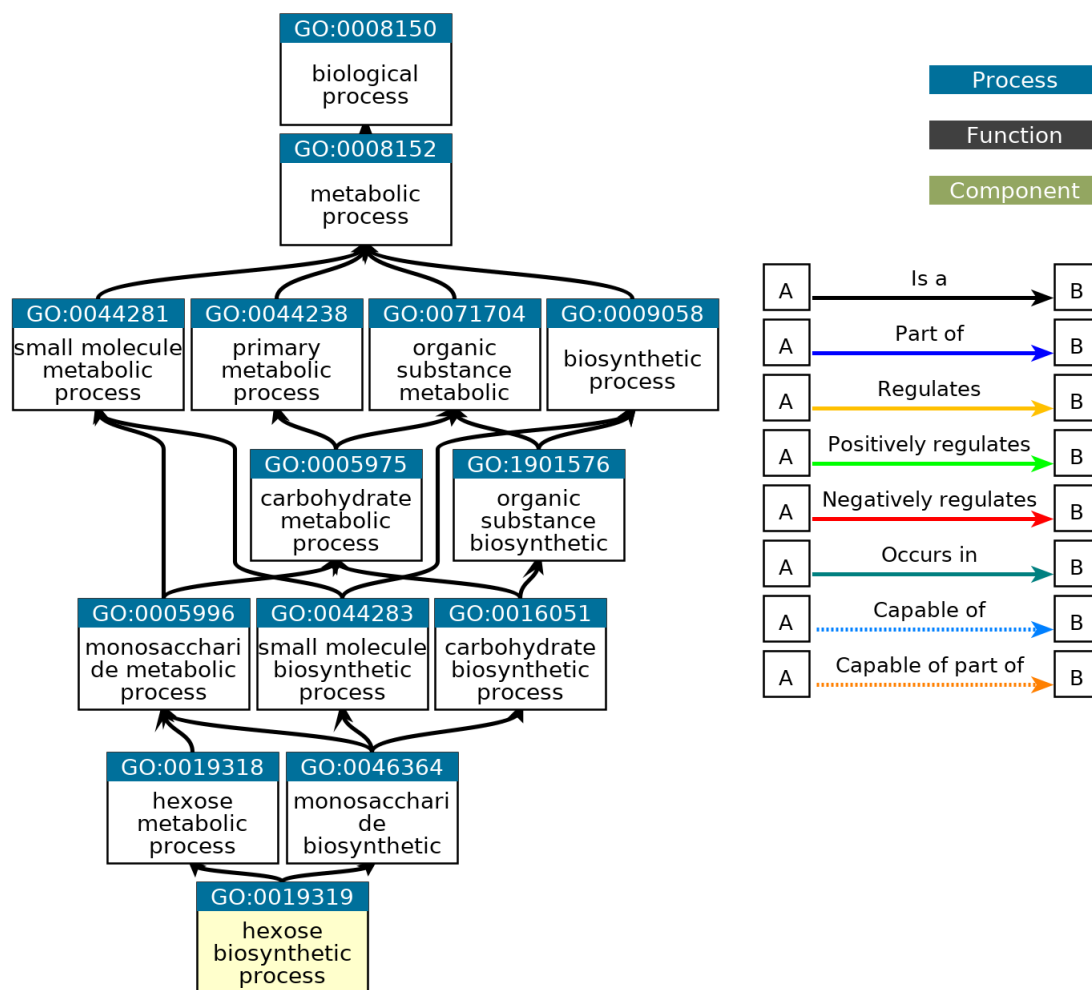 GO:0008150
biological
process
GO:0008152
metabolic
process
GO:0044281
small molecule
metabolic
process
GO:0044238
primary
metabolic
process
GO:0071704
organic
substance
metabolic
GO:0009058
biosynthetic
process
GO:0005975
carbohydrate
metabolic
process
GO:1901576
organic
substance
biosynthetic
GO:0005996
monosacchari
de metabolic
process
GO:0044283
small molecule
biosynthetic
process
GO:0016051
carbohydrate
biosynthetic
process
GO:0019318
hexose
metabolic
process
GO:0046364
monosacchari
de
biosynthetic
GO:0019319
hexose
biosynthetic
process
Process
Function
Component
A Is a B
A Part of B
A Regulates B
A Positively regulates B
A Negatively regulates B
A Occurs in B
A Capable of B
A Capable of part of B